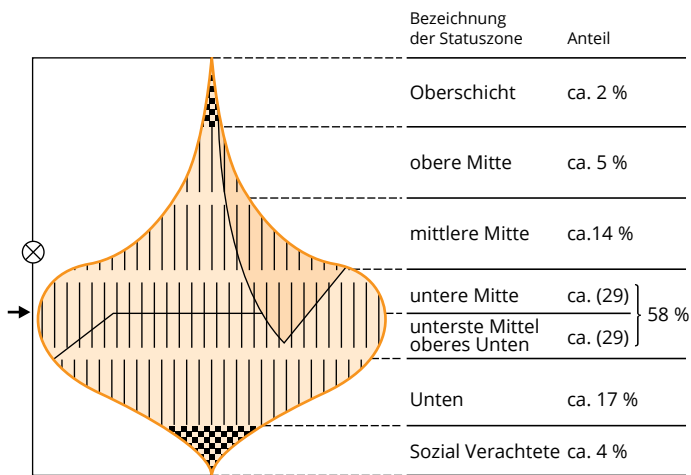 Bezeichnung
der Statuszone Anteil
Oberschicht ca. 2 %
obere Mitte ca. 5 %
mittlere Mitte ca.14 %
untere Mitte ca. (29)
58 %
unterste Mittel
oberes Unten ca. (29)
Unten ca. 17 %
Sozial Verachtete ca. 4 %